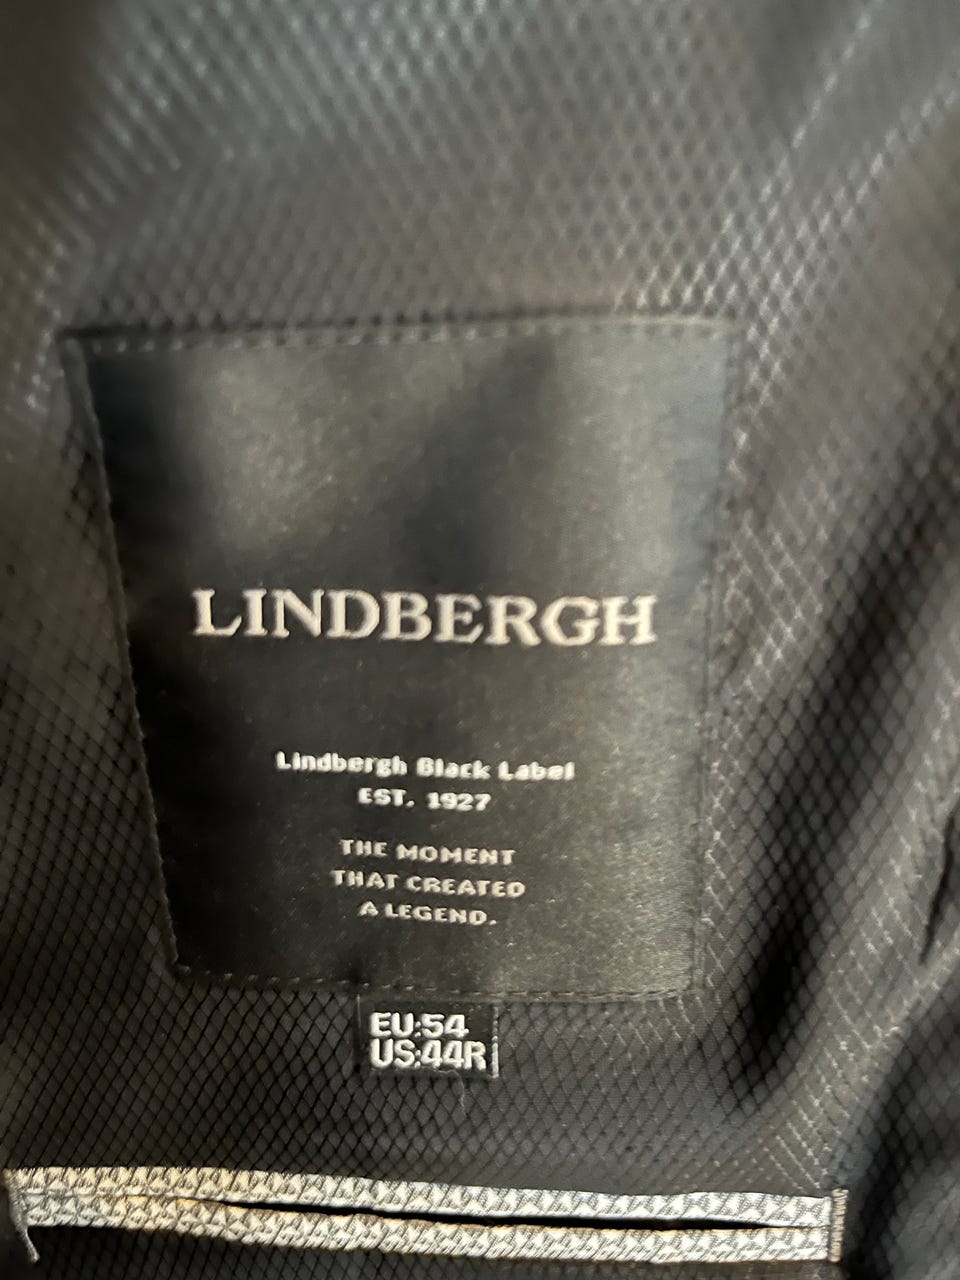 LINDBERGH
Lindbergh Black Label
EST. 1927
THE MOMENT
THAT CREATED
A LEGEND.
EU:54
US:44R